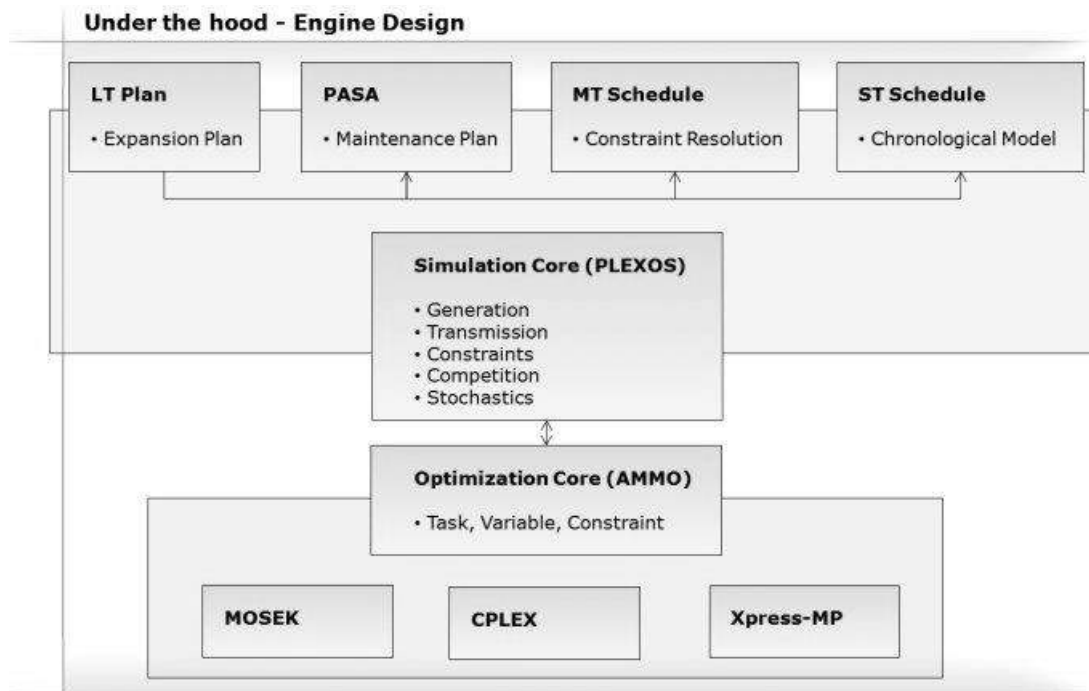 Under the hood - Engine Design
LT Plan
• Expansion Plan
PASA
• Maintenance Plan
MT Schedule
• Constraint Resolution
ST Schedule
• Chronological Model
Simulation Core (PLEXOS)
• Generation
• Transmission
• Constraints
• Competition
• Stochastics
Optimization Core (AMMO)
• Task, Variable, Constraint
MOSEK
CPLEX
Xpress-MP